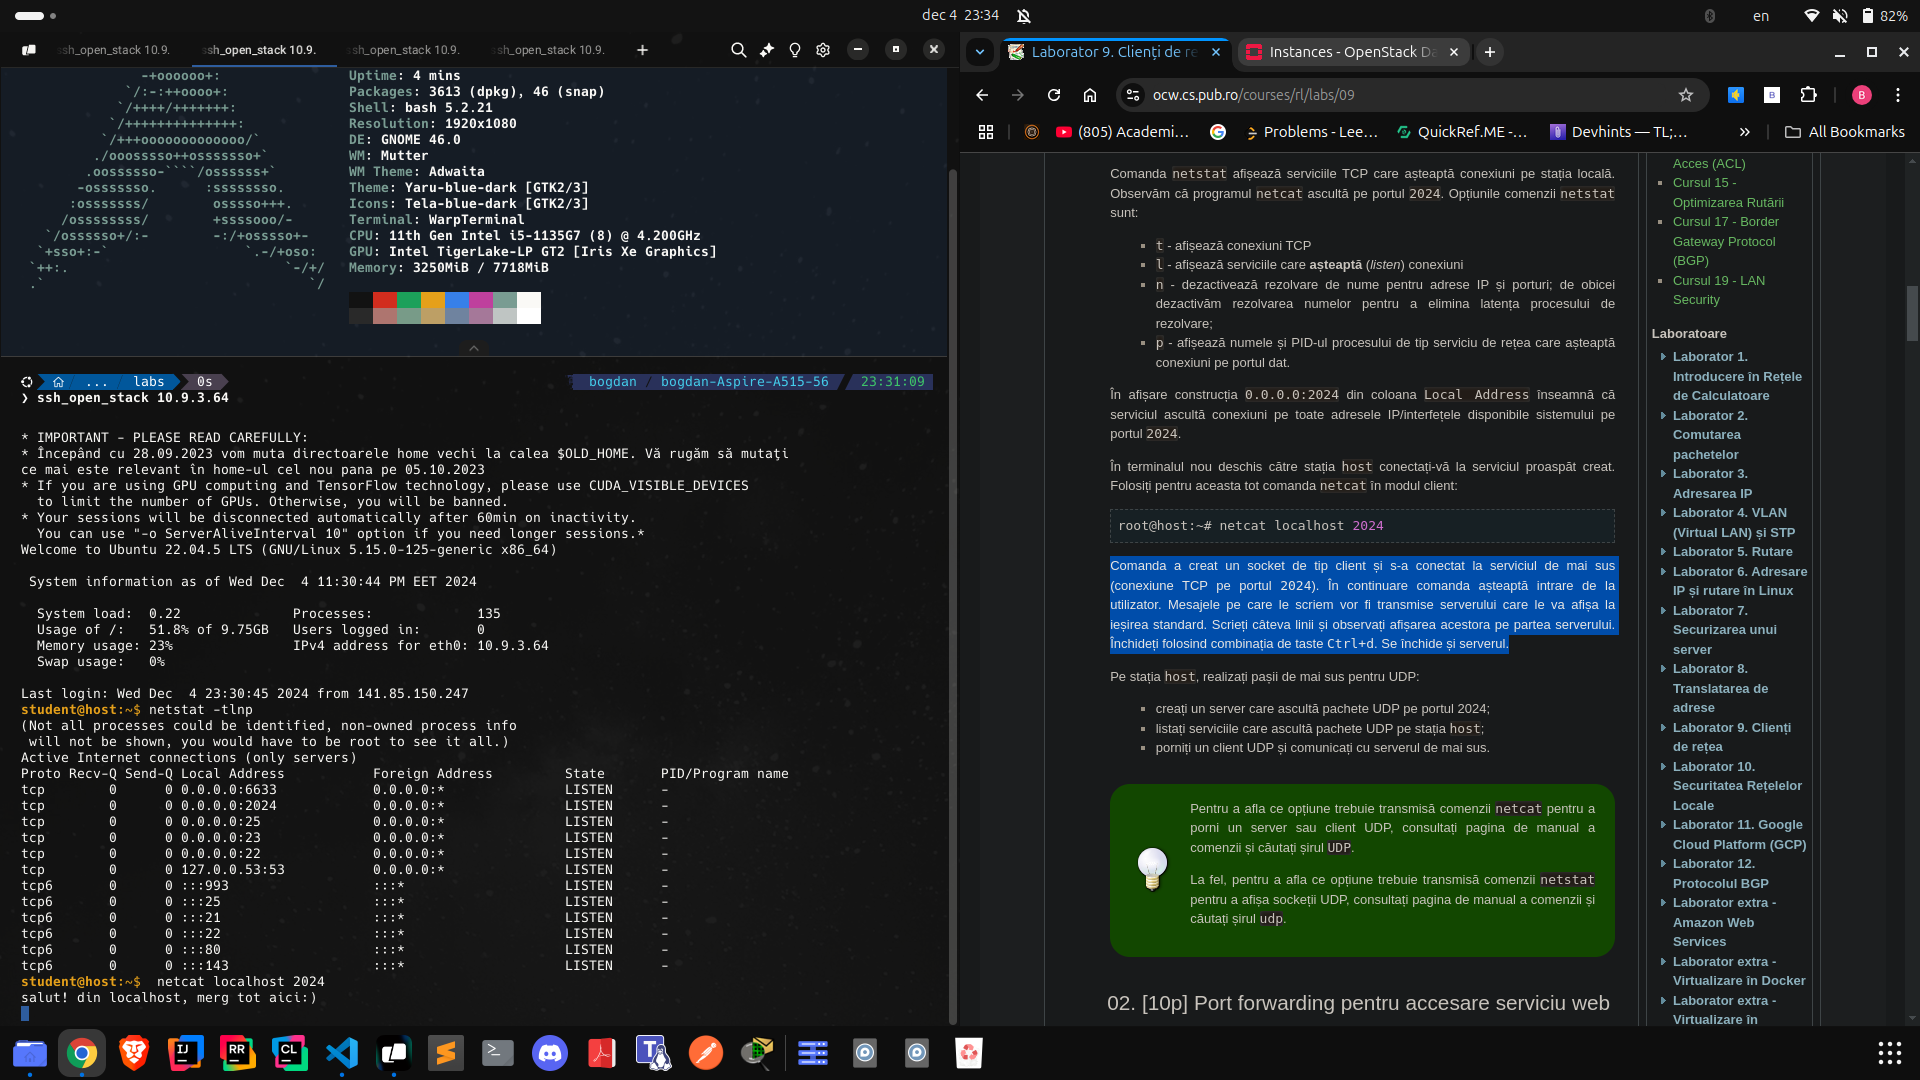 dec 4 23:34
en
82%
ssh_open_stack 10.9.
ssh_open_stack 10.9.
ssh_open_stack 10.9.
ssh_open_stack 10.9.
-+oooooo+:
`/:-:++oooo+:
`/++++/+++++++:
`/++++++++++++++:
`/+++ooooooooooooo/`
./ooosssso++osssssso+`
.oossssso-````/ossssss+`
-osssssso.      :ssssssso.
:osssssss/        osssso+++.
/ossssssss/        +ssssooo/-
`/ossssso+/:-        -:/+osssso+-
`+sso+:-`                 `.-/+oso:
`++:.                           `-/+/
.`                                 `/
Uptime: 4 mins
Packages: 3613 (dpkg), 46 (snap)
Shell: bash 5.2.21
Resolution: 1920x1080
DE: GNOME 46.0
WM: Mutter
WM Theme: Adwaita
Theme: Yaru-blue-dark [GTK2/3]
Icons: Tela-blue-dark [GTK2/3]
Terminal: WarpTerminal
CPU: 11th Gen Intel i5-1135G7 (8) @ 4.200GHz
GPU: Intel TigerLake-LP GT2 [Iris Xe Graphics]
Memory: 3250MiB / 7718MiB
... labs 0s
bogdan / bogdan-Aspire-A515-56 23:31:09
❯ ssh_open_stack 10.9.3.64
* IMPORTANT - PLEASE READ CAREFULLY:
* Începând cu 28.09.2023 vom muta directoarele home vechi la calea $OLD_HOME. Vă rugăm să mutați
ce mai este relevant în home-ul cel nou pana pe 05.10.2023
* If you are using GPU computing and TensorFlow technology, please use CUDA_VISIBLE_DEVICES
to limit the number of GPUs. Otherwise, you will be banned.
* Your sessions will be disconnected automatically after 60min on inactivity.
You can use "-o ServerAliveInterval 10" option if you need longer sessions.*
Welcome to Ubuntu 22.04.5 LTS (GNU/Linux 5.15.0-125-generic x86_64)
System information as of Wed Dec  4 11:30:44 PM EET 2024
System load:  0.22              Processes:             135
Usage of /:   51.8% of 9.75GB   Users logged in:       0
Memory usage: 23%               IPv4 address for eth0: 10.9.3.64
Swap usage:   0%
Last login: Wed Dec  4 23:30:45 2024 from 141.85.150.247
student@host:~$ netstat -tlnp
(Not all processes could be identified, non-owned process info
will not be shown, you would have to be root to see it all.)
Active Internet connections (only servers)
Proto Recv-Q Send-Q Local Address           Foreign Address         State       PID/Program name
tcp        0      0 0.0.0.0:6633            0.0.0.0:*               LISTEN      -
tcp        0      0 0.0.0.0:2024            0.0.0.0:*               LISTEN      -
tcp        0      0 0.0.0.0:25              0.0.0.0:*               LISTEN      -
tcp        0      0 0.0.0.0:23              0.0.0.0:*               LISTEN      -
tcp        0      0 0.0.0.0:22              0.0.0.0:*               LISTEN      -
tcp        0      0 127.0.0.53:53           0.0.0.0:*               LISTEN      -
tcp6       0      0 :::993                  :::*                    LISTEN      -
tcp6       0      0 :::25                   :::*                    LISTEN      -
tcp6       0      0 :::21                   :::*                    LISTEN      -
tcp6       0      0 :::22                   :::*                    LISTEN      -
tcp6       0      0 :::80                   :::*                    LISTEN      -
tcp6       0      0 :::143                  :::*                    LISTEN      -
student@host:~$  netcat localhost 2024
salut! din localhost, merg tot aici:)
Laborator 9. Clienți de re
Instances - OpenStack Da
ocw.cs.pub.ro/courses/rl/labs/09
B
B
(805) Academi...
Problems - Lee...
QuickRef.ME -...
Devhints — TL;...
»
All Bookmarks
Comanda netstat afișează serviciile TCP care așteaptă conexiuni pe stația locală.
Observăm că programul netcat ascultă pe portul 2024. Opțiunile comenzii netstat
sunt:
t - afișează conexiuni TCP
l - afișează serviciile care așteaptă (listen) conexiuni
n - dezactivează rezolvare de nume pentru adrese IP și porturi; de obicei
dezactivăm rezolvarea numelor pentru a elimina latența procesului de
rezolvare;
p - afișează numele și PID-ul procesului de tip serviciu de rețea care așteaptă
conexiuni pe portul dat.
În afișare construcția 0.0.0.0:2024 din coloana Local Address înseamnă că
serviciul ascultă conexiuni pe toate adresele IP/interfețele disponibile sistemului pe
portul 2024.
În terminalul nou deschis către stația host conectați-vă la serviciul proaspăt creat.
Folosiți pentru aceasta tot comanda netcat în modul client:
root@host:~# netcat localhost 2024
Comanda a creat un socket de tip client și s-a conectat la serviciul de mai sus
(conexiune TCP pe portul 2024). În continuare comanda așteaptă intrare de la
utilizator. Mesajele pe care le scriem vor fi transmise serverului care le va afișa la
ieșirea standard. Scrieți câteva linii și observați afișarea acestora pe partea serverului.
Închideți folosind combinația de taste Ctrl+d. Se închide și serverul.
Pe stația host, realizați pașii de mai sus pentru UDP:
creați un server care ascultă pachete UDP pe portul 2024;
listați serviciile care ascultă pachete UDP pe stația host;
porniți un client UDP și comunicați cu serverul de mai sus.
Pentru a afla ce opțiune trebuie transmisă comenzii netcat pentru a
porni un server sau client UDP, consultați pagina de manual a
comenzii și căutați șirul UDP.
La fel, pentru a afla ce opțiune trebuie transmisă comenzii netstat
pentru a afișa socketii UDP, consultați pagina de manual a comenzii și
căutați șirul udp.
02. [10p] Port forwarding pentru accesare serviciu web
Acces (ACL)
Cursul 15 -
Optimizarea Rutării
Cursul 17 - Border
Gateway Protocol
(BGP)
Cursul 19 - LAN
Security
Laboratoare
Laborator 1.
Introducere în Rețele
de Calculatoare
Laborator 2.
Comutarea
pachetelor
Laborator 3.
Adresarea IP
Laborator 4. VLAN
(Virtual LAN) și STP
Laborator 5. Rutare
Laborator 6. Adresare
IP și rutare în Linux
Laborator 7.
Securizarea unui
server
Laborator 8.
Translatarea de
adrese
Laborator 9. Clienți
de rețea
Laborator 10.
Securitatea Rețelelor
Locale
Laborator 11. Google
Cloud Platform (GCP)
Laborator 12.
Protocolul BGP
Laborator extra -
Amazon Web
Services
Laborator extra -
Virtualizare în Docker
Laborator extra -
Virtualizare în